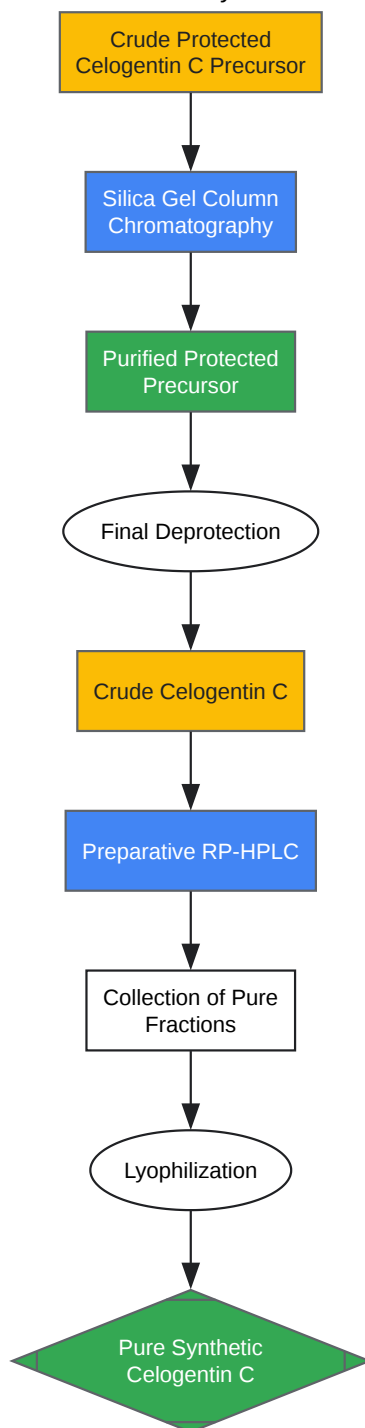 Crude Protected
Celogentin C Precursor
Silica Gel Column
Chromatography
Purified Protected
Precursor
Final Deprotection
Crude Celogentin C
Preparative RP-HPLC
Collection of Pure
Fractions
Lyophilization
Pure Synthetic
Celogentin C